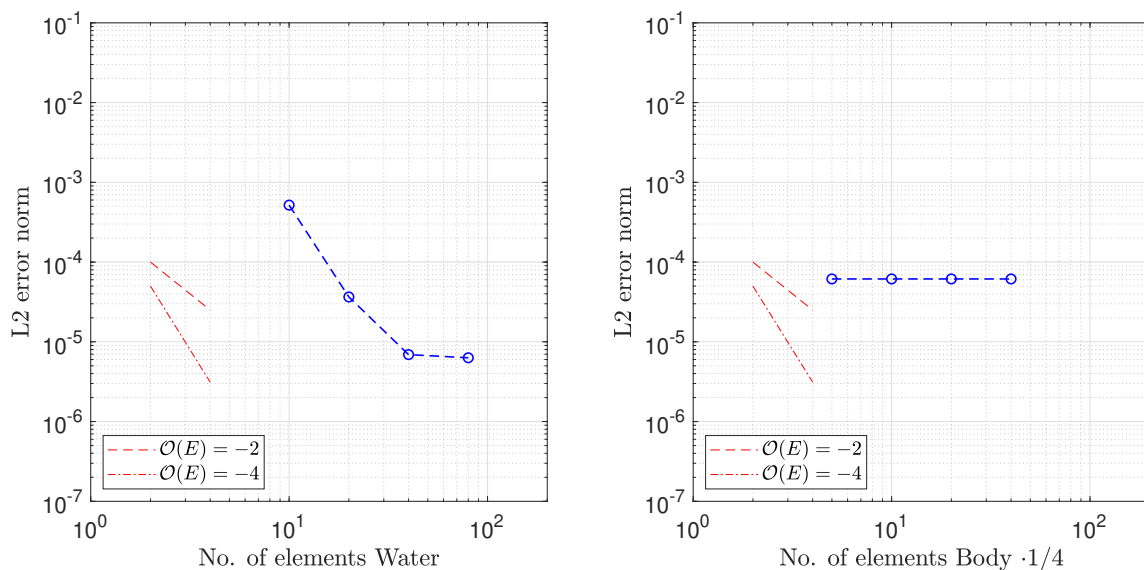 10^-1
10^-2
10^-3
10^-4
10^-5
10^-6
10^-7
L2 error norm
𝒪(E) = −2
𝒪(E) = −4
10^0
10^1
10^2
No. of elements Water
10^-1
10^-2
10^-3
10^-4
10^-5
10^-6
10^-7
L2 error norm
𝒪(E) = −2
𝒪(E) = −4
10^0
10^1
10^2
No. of elements Body ·1/4